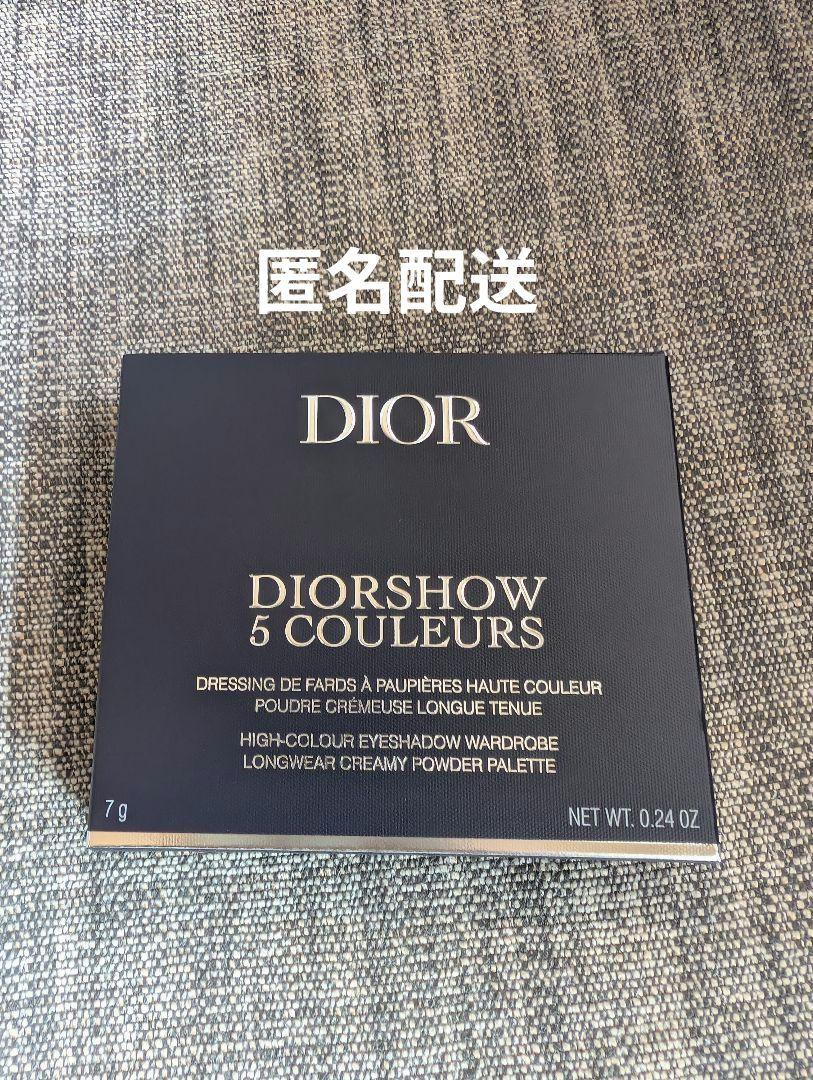 匿名配送
DIOR
DIORSHOW
5 COULEURS
DRESSING DE FARDS À PAUPIÈRES HAUTE COULEUR
POUDRE CRÉMEUSE LONGUE TENUE
HIGH-COLOUR EYESHADOW WARDROBE
LONGWEAR CREAMY POWDER PALETTE
7 g
NET WT. 0.24 OZ